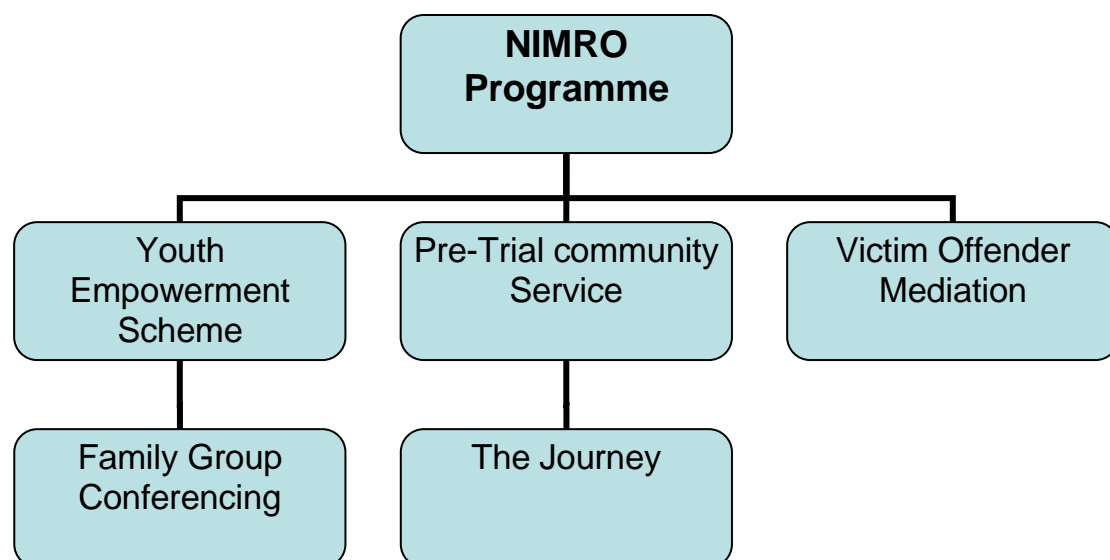 NIMRO
Programme
Youth
Empowerment
Scheme
Pre-Trial community
Service
Victim Offender
Mediation
Family Group
Conferencing
The Journey